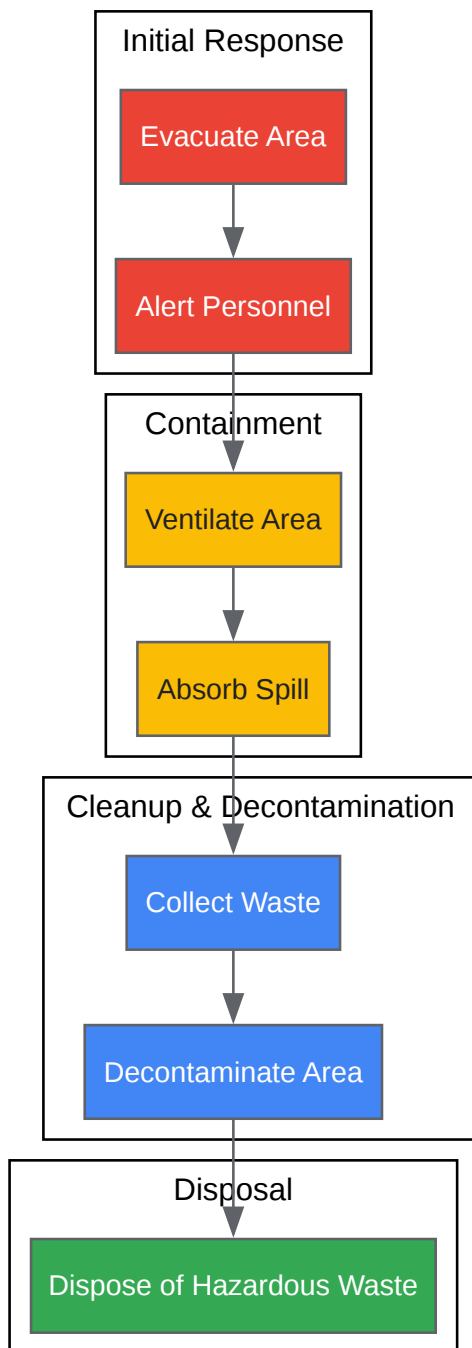 Initial Response
Evacuate Area
Alert Personnel
Containment
Ventilate Area
Absorb Spill
Cleanup & Decontamination
Collect Waste
Decontaminate Area
Disposal
Dispose of Hazardous Waste